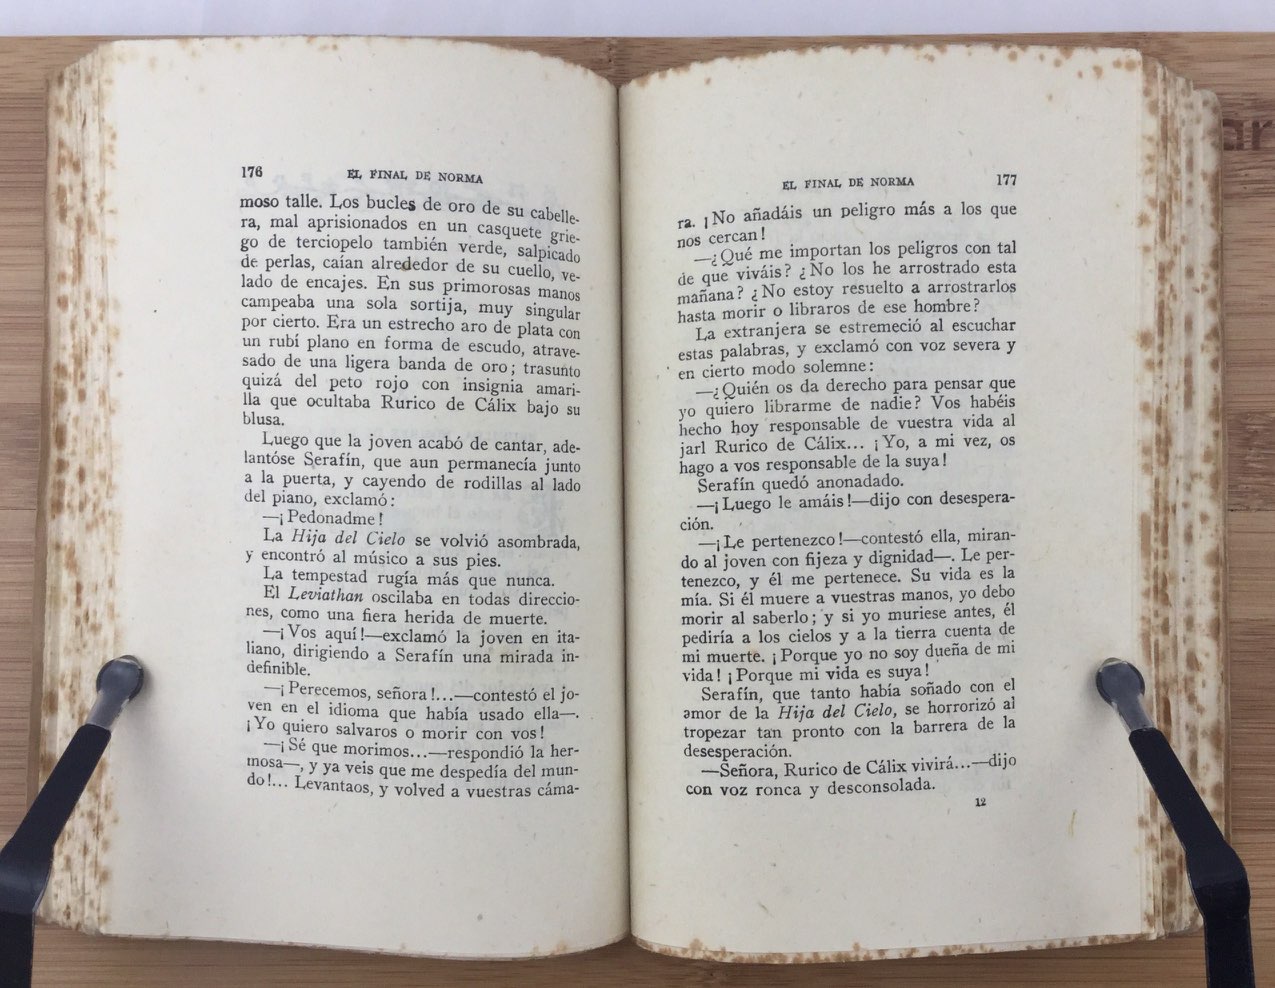 176 EL FINAL DE NORMA
moso talle. Los bucles de oro de su cabelle-
ra, mal aprisionados en un casquete grie-
go de terciopelo también verde, salpicado
de perlas, caían alrededor de su cuello, ve-
lado de encajes. En sus primorosas manos
campeaba una sola sortija, muy singular
por cierto. Era un estrecho aro de plata con
un rubí plano en forma de escudo, atrave-
sado de una ligera banda de oro; trasunto
quizá del peto rojo con insignia amari-
lla que ocultaba Rurico de Cálix bajo su
blusa.
Luego que la joven acabó de cantar, ade-
lantóse Serafín, que aun permanecía junto
a la puerta, y cayendo de rodillas al lado
del piano, exclamó:
—¡Pedonadme!
La Hija del Cielo se volvió asombrada,
y encontró al músico a sus pies.
La tempestad rugía más que nunca.
El Leviathan oscilaba en todas direccio-
nes, como una fiera herida de muerte.
—¡Vos aquí!—exclamó la joven en ita-
liano, dirigiendo a Serafín una mirada in-
definible.
—¡Perecemos, señora!...—contestó el jo-
ven en el idioma que había usado ella—.
¡Yo quiero salvaros o morir con vos!
—¡Sé que morimos...—respondió la her-
mosa—, y ya veis que me despedía del mun-
do!... Levantaos, y volved a vuestras cáma-
EL FINAL DE NORMA 177
ra. ¡No añadáis un peligro más a los que
nos cercan!
—¿Qué me importan los peligros con tal
de que viváis? ¿No los he arrostrado esta
mañana? ¿No estoy resuelto a arrostrarlos
hasta morir o libraros de ese hombre?
La extranjera se estremeció al escuchar
estas palabras, y exclamó con voz severa y
en cierto modo solemne:
—¿Quién os da derecho para pensar que
yo quiero librarme de nadie? Vos habéis
hecho hoy responsable de vuestra vida al
jarl Rurico de Cálix... ¡Yo, a mi vez, os
hago a vos responsable de la suya!
Serafín quedó anonadado.
—¡Luego le amáis!—dijo con desespera-
ción.
—¡Le pertenezco!—contestó ella, miran-
do al joven con fijeza y dignidad—. Le per-
tenezco, y él me pertenece. Su vida es la
mía. Si él muere a vuestras manos, yo debo
morir al saberlo; y si yo muriese antes, él
pediría a los cielos y a la tierra cuenta de
mi muerte. ¡Porque yo no soy dueña de mi
vida! ¡Porque mi vida es suya!
Serafín, que tanto había soñado con el
amor de la Hija del Cielo, se horrorizó al
tropezar tan pronto con la barrera de la
desesperación.
—Señora, Rurico de Cálix vivirá...—dijo
con voz ronca y desconsolada.
12